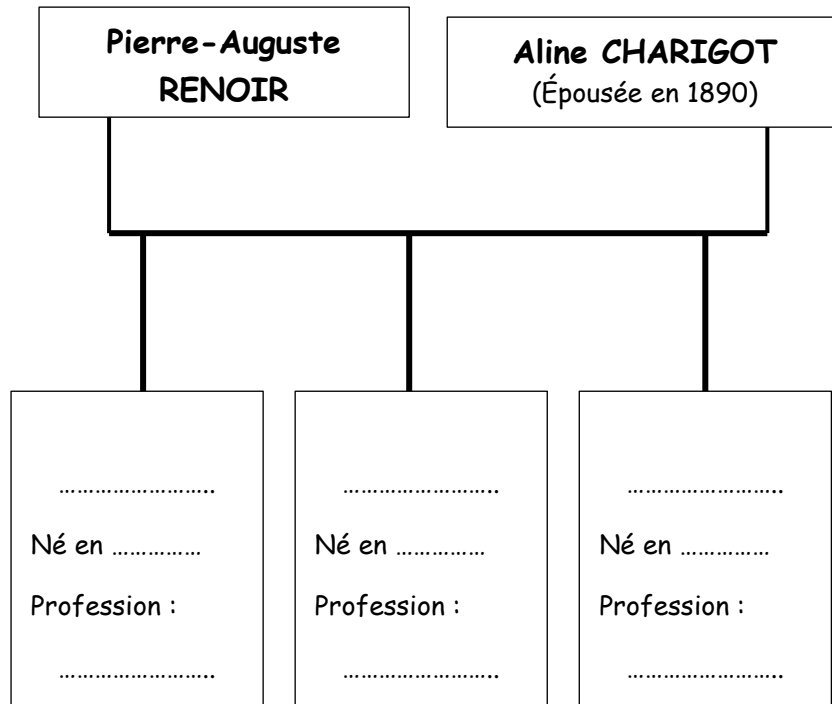 Pierre-Auguste
RENOIR
Aline CHARIGOT
(Épousée en 1890)
……………………..
Né en ……………
Profession :
……………………..
……………………..
Né en ……………
Profession :
……………………..
……………………..
Né en ……………
Profession :
……………………..